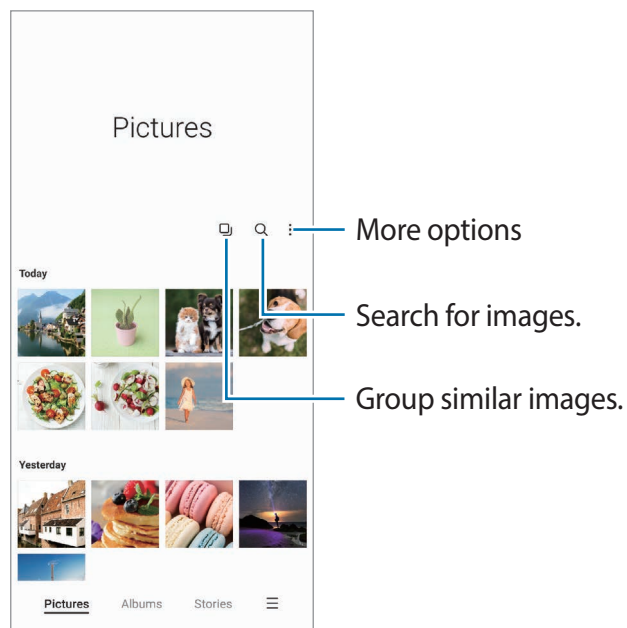 Pictures
More options
Today
Search for images.
Group similar images.
Yesterday
Pictures Albums Stories